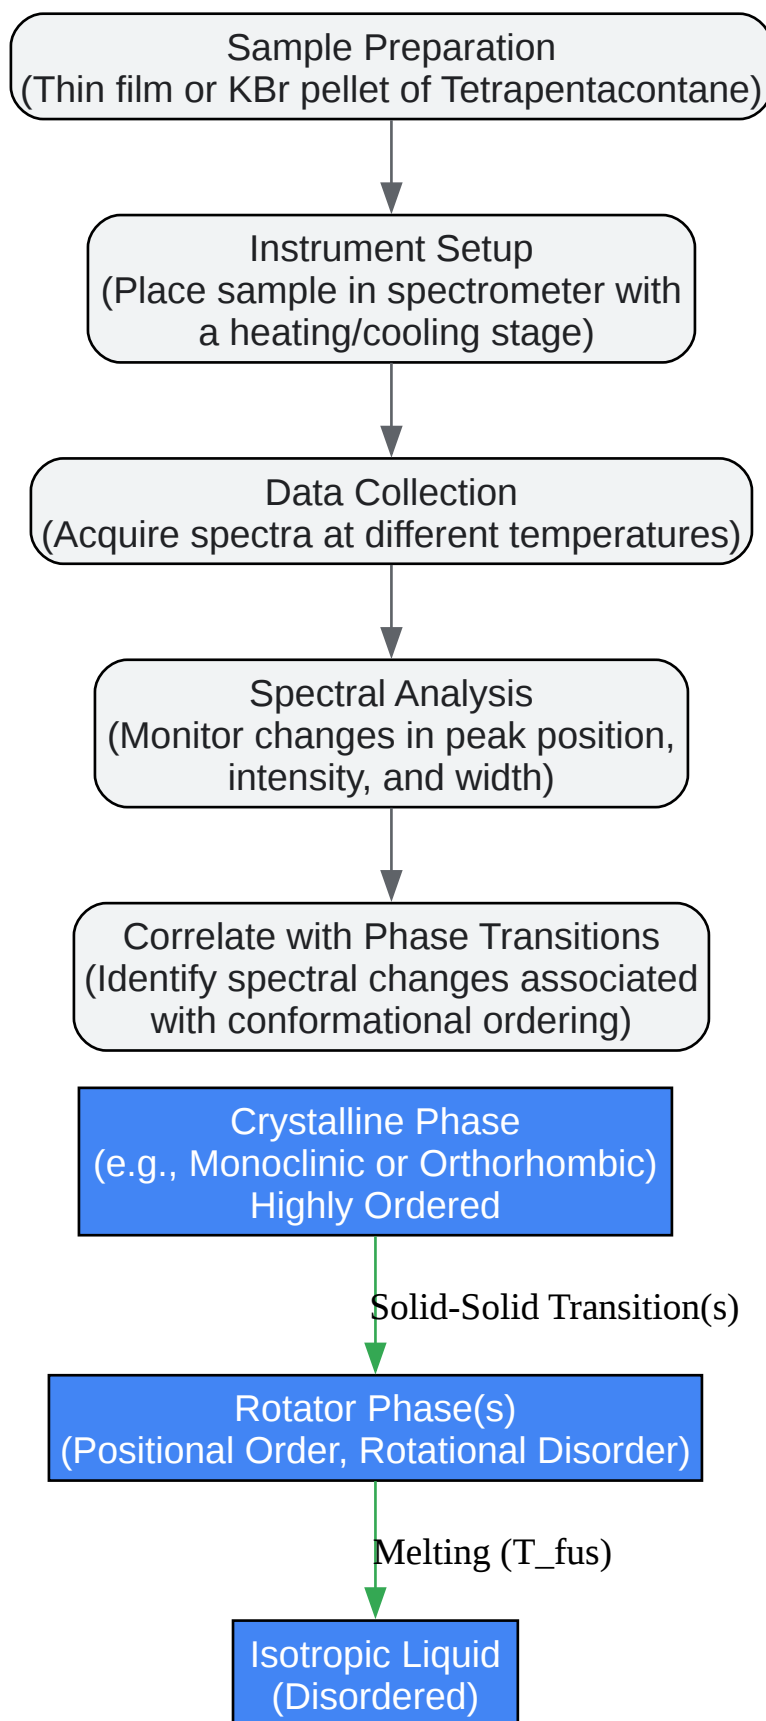 Sample Preparation
(Thin film or KBr pellet of Tetrapentacontane)
Instrument Setup
(Place sample in spectrometer with
a heating/cooling stage)
Data Collection
(Acquire spectra at different temperatures)
Spectral Analysis
(Monitor changes in peak position,
intensity, and width)
Correlate with Phase Transitions
(Identify spectral changes associated
with conformational ordering)
Crystalline Phase
(e.g., Monoclinic or Orthorhombic)
Highly Ordered
Solid-Solid Transition(s)
Rotator Phase(s)
(Positional Order, Rotational Disorder)
Melting (T_fus)
Isotropic Liquid
(Disordered)